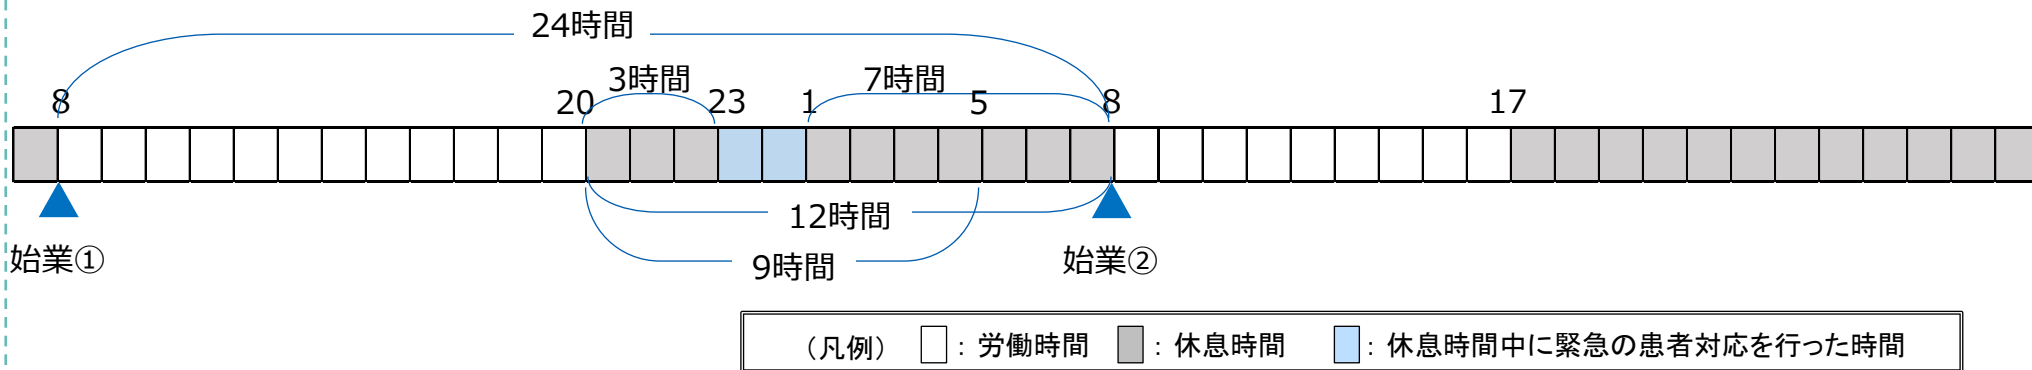 24時間
3時間
7時間
8
20
23
1
5
8
17
12時間
9時間
始業①
始業②
（凡例）　：労働時間　：休息時間　：休息時間中に緊急の患者対応を行った時間